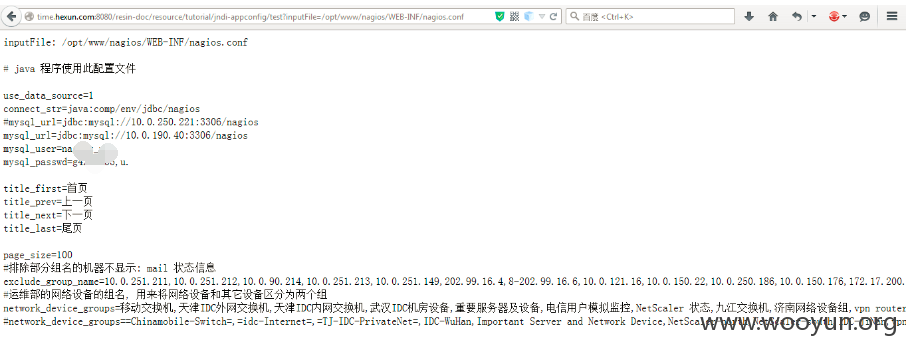 time.hexun.com:8080/resin-doc/resource/tutorial/jndi-appconfig/test?inputFile=/opt/www/nagios/WEB-INF/nagios.conf
百度 <Ctrl+K>
inputFile: /opt/www/nagios/WEB-INF/nagios.conf
# java 程序使用此配置文件
use_data_source=1
connect_str=java:comp/env/jdbc/nagios
#mysql_url=jdbc:mysql://10.0.250.221:3306/nagios
mysql_url=jdbc:mysql://10.0.190.40:3306/nagios
mysql_user=na
mysql_passwd=g4
title_first=首页
title_prev=上一页
title_next=下一页
title_last=尾页
page_size=100
#排除部分组名的机器不显示: mail 状态信息
exclude_group_name=10.0.251.211,10.0.251.212,10.0.90.214,10.0.251.213,10.0.251.149,202.99.16.4,8-202.99.16.6,10.0.121.16,10.0.150.22,10.0.250.186,10.0.150.176,172.17.200.
#运维部的网络设备的组名, 用来将网络设备和其它设备区分为两个组
network_device_groups=移动交换机,天津IDC外网交换机,天津IDC内网交换机,武汉IDC机房设备,重要服务器及设备,电信用户模拟监控,NetScaler 状态,九江交换机,济南网络设备组,vpn router
#network_device_groups==Chinamobile-Switch=,=idc-Internet=,=TJ-IDC-PrivateNet=,IDC-WuHan,Important Server and Network Device,NetScaler
www.wooyun.org